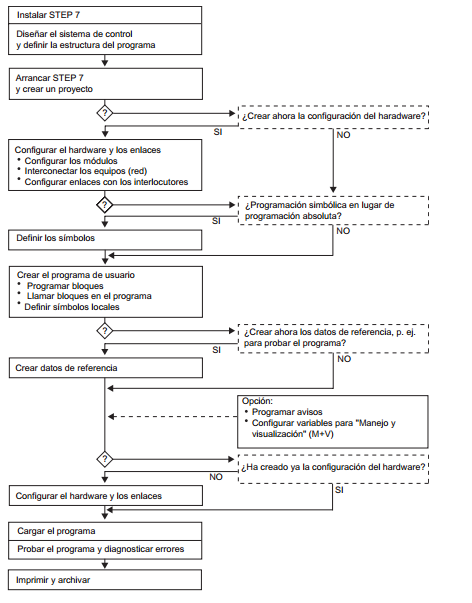 Instalar STEP 7
Diseñar el sistema de control
y definir la estructura del programa
Arrancar STEP 7
y crear un proyecto
?
¿Crear ahora la configuración del haradware?
SI
NO
Configurar el hardware y los enlaces
• Configurar los módulos
• Interconectar los equipos (red)
• Configurar enlaces con los interlocutores
?
¿Programación simbólica en lugar de
programación absoluta?
SI
NO
Definir los símbolos
Crear el programa de usuario
• Programar bloques
• Llamar bloques en el programa
• Definir símbolos locales
?
¿Crear ahora los datos de referencia, p. ej.
para probar el programa?
SI
NO
Crear datos de referencia
Opción:
• Programar avisos
• Configurar variables para "Manejo y
visualización" (M+V)
?
¿Ha creado ya la configuración del hardware?
NO
SI
Configurar el hardware y los enlaces
Cargar el programa
Probar el programa y diagnosticar errores
Imprimir y archivar